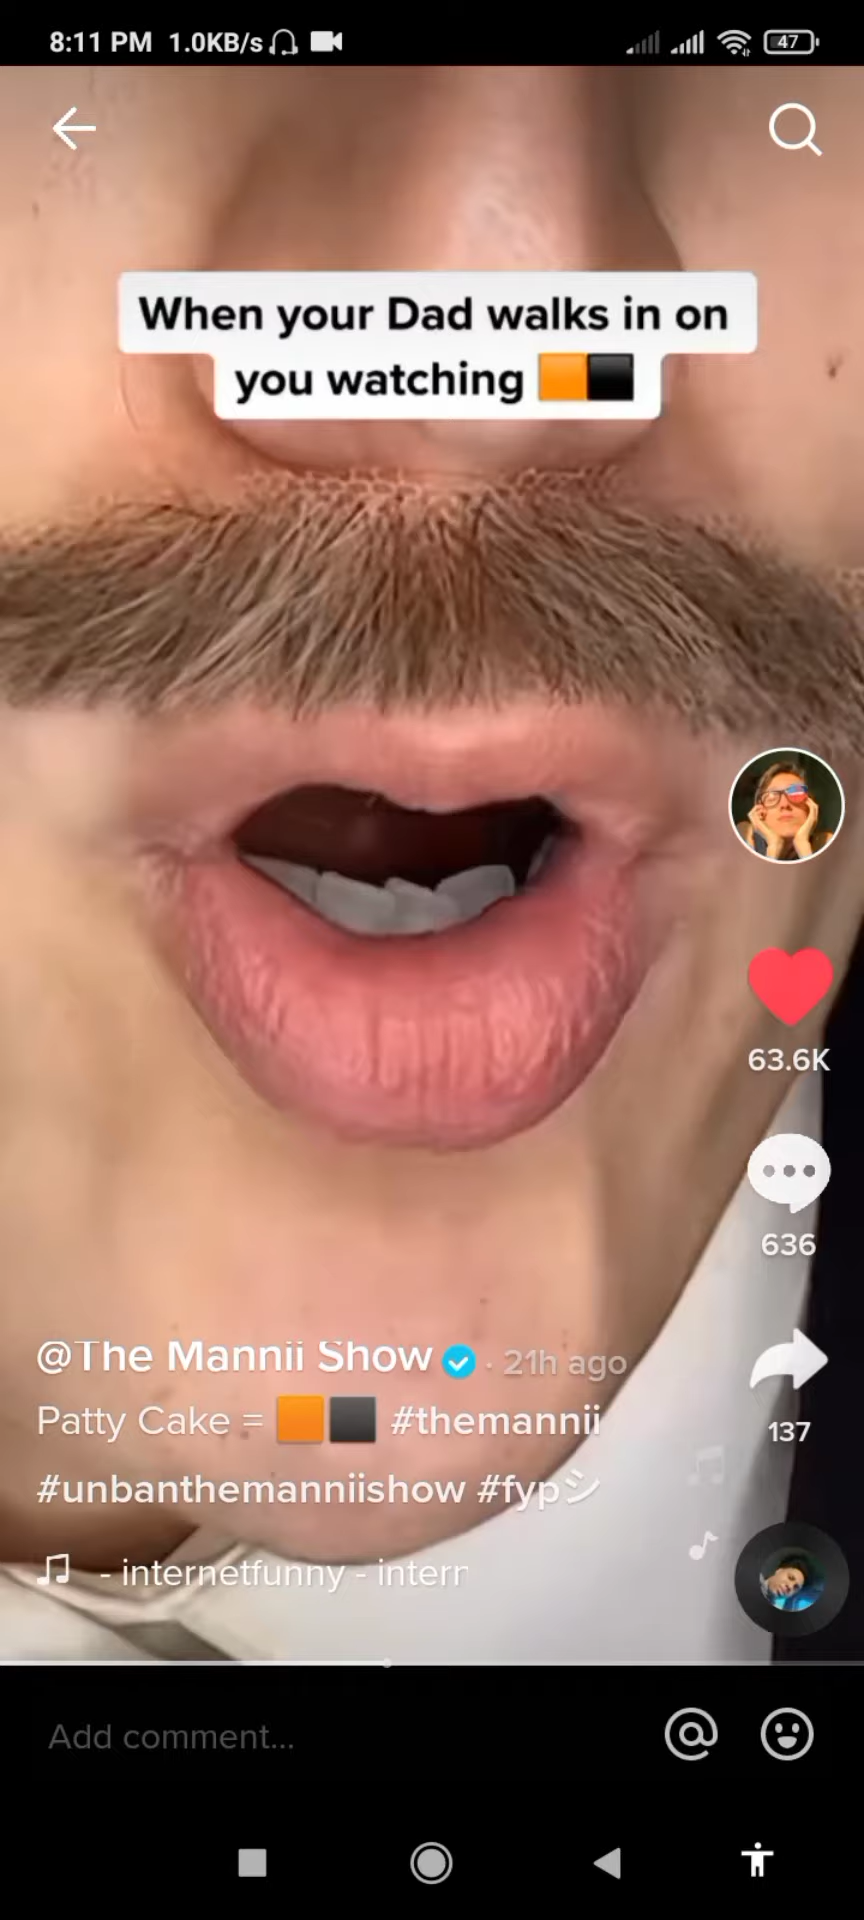 8:11 PM 1.0KB/s 47
When your Dad walks in on
you watching 🟧⬛
63.6K
636
@The Mannii Show · 21h ago
Patty Cake = 🟧⬛ #themannii
137
#unbanthemanniishow #fypシ
- internetfunny - intern
Add comment...